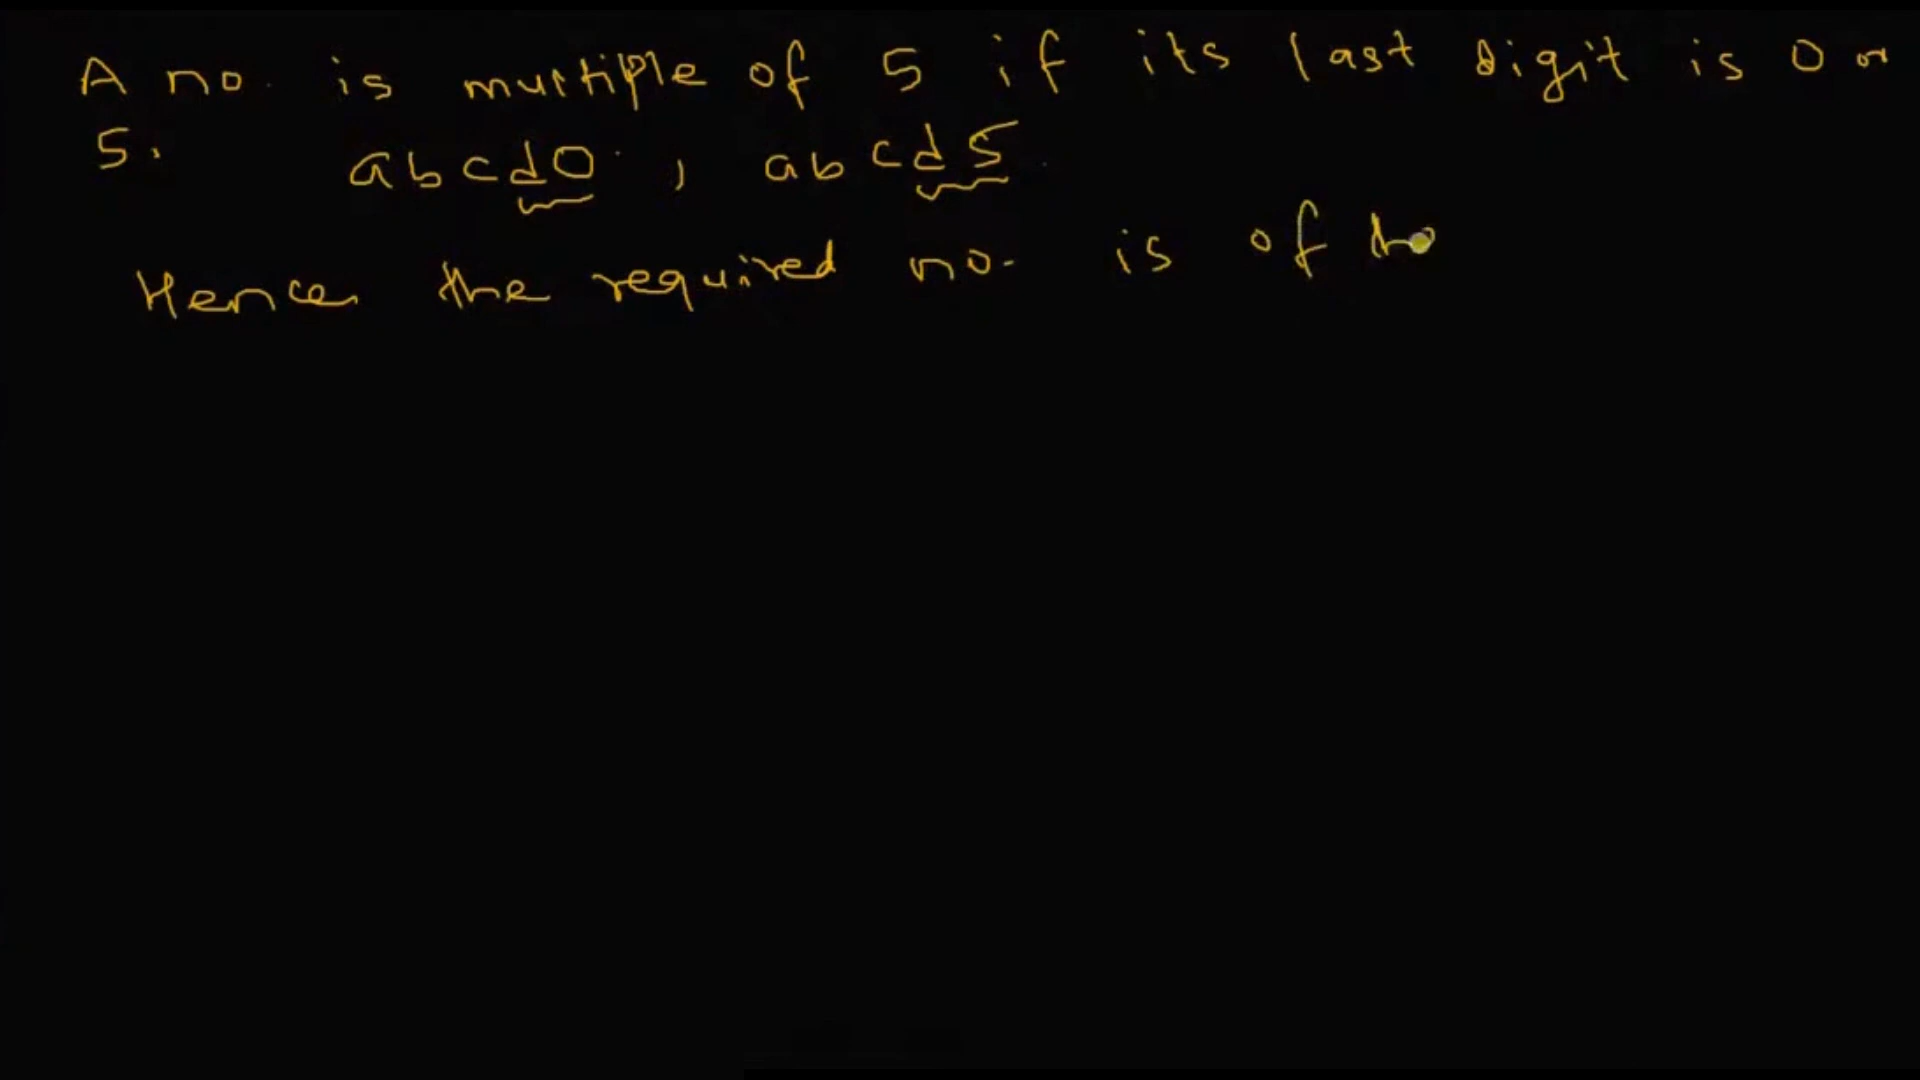 A no. is multiple of 5 if its last digit is 0 or
5. abcd0, abcd5.
Hence the required no. is of